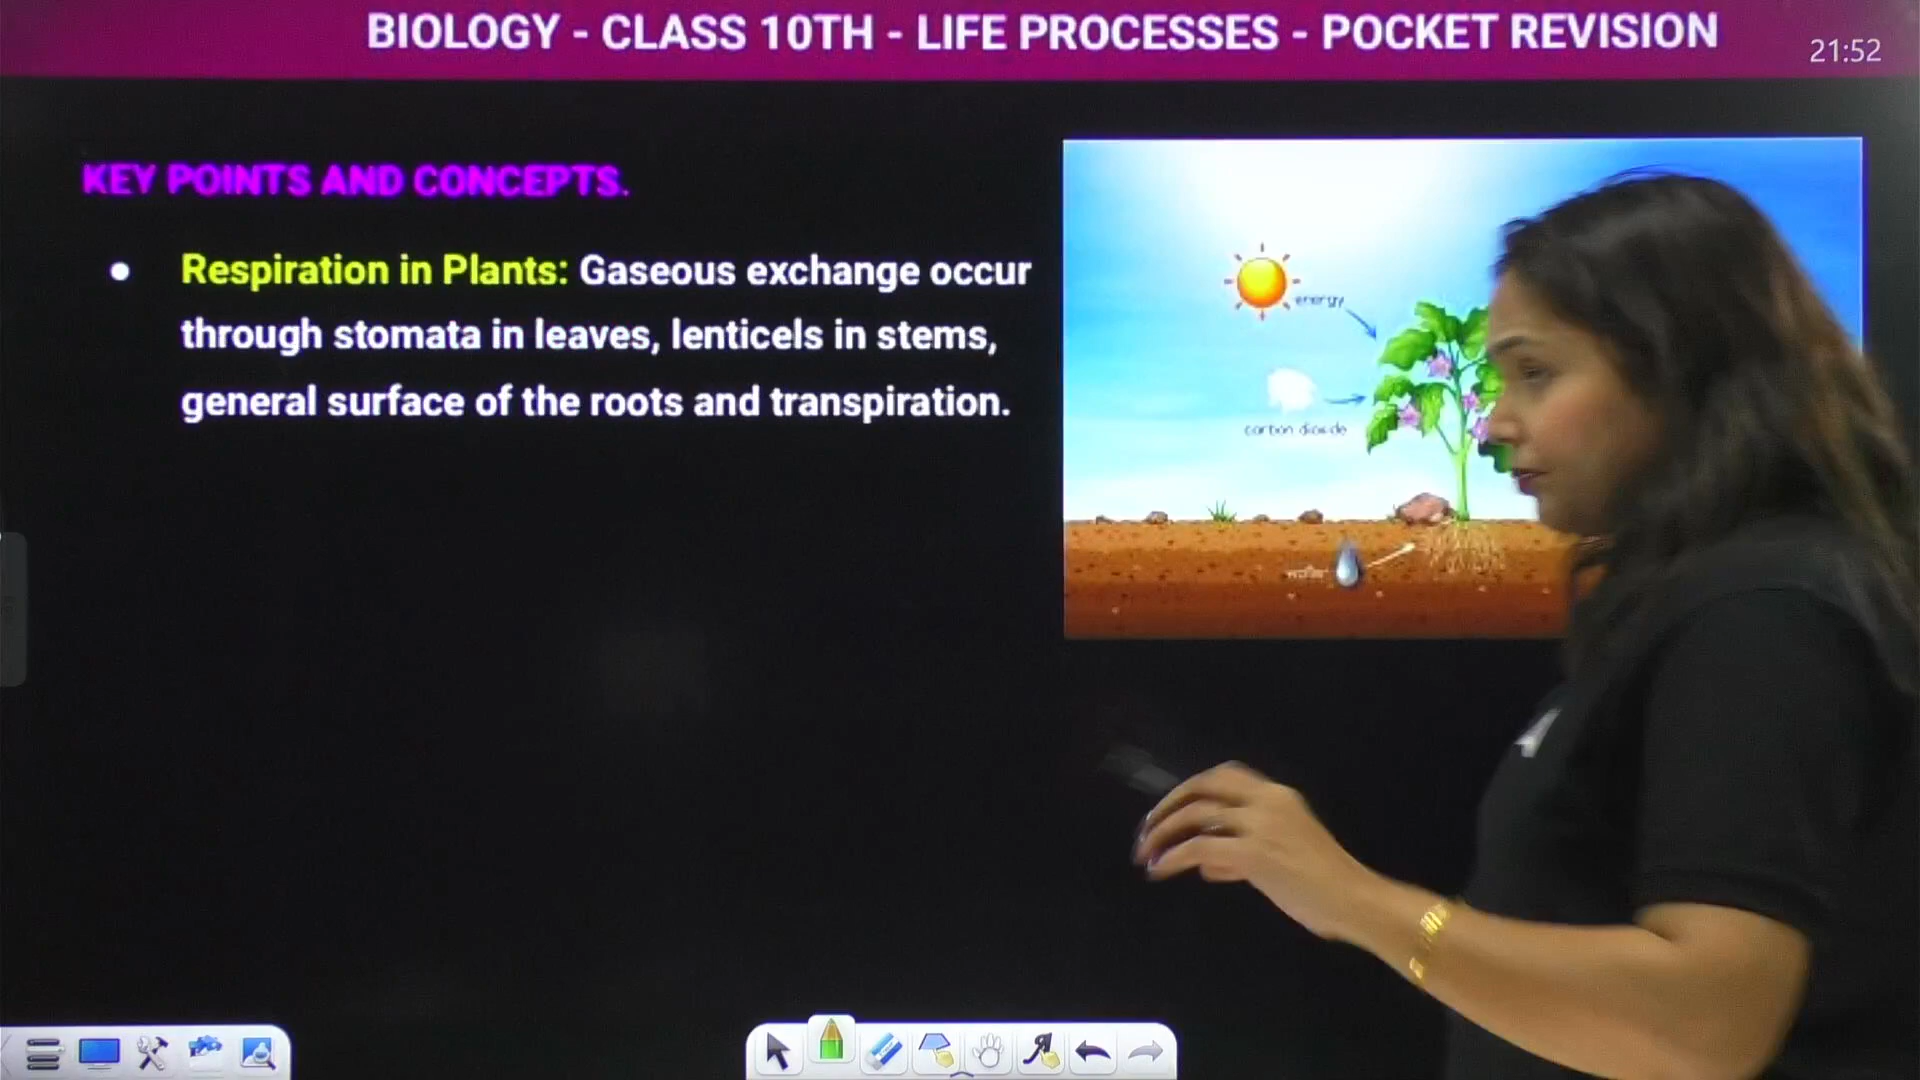 BIOLOGY - CLASS 10TH - LIFE PROCESSES - POCKET REVISION
21:52
KEY POINTS AND CONCEPTS.
● Respiration in Plants: Gaseous exchange occur
through stomata in leaves, lenticels in stems,
general surface of the roots and transpiration.
energy
carbon dioxide
water